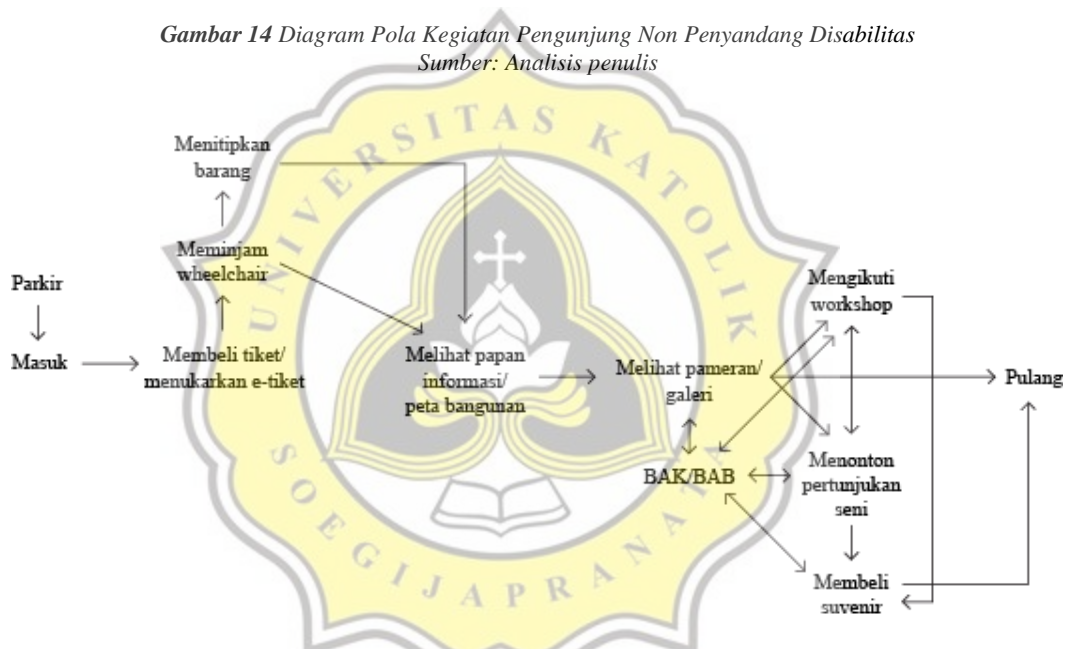 Gambar 14 Diagram Pola Kegiatan Pengunjung Non Penyandang Disabilitas
Sumber: Analisis penulis
UNIVERSITAS KATOLIK
Menitipkan
barang
Meminjam
wheelchair
Parkir
Masuk
Membeli tiket/
menukarkan e-tiket
Melihat papan
informasi/
peta bangunan
Melihat pameran/
galeri
BAK/BAB
Mengikuti
workshop
Menonton
pertunjukan
seni
Membeli
suvenir
Pulang
SOEGIJAPRANATA